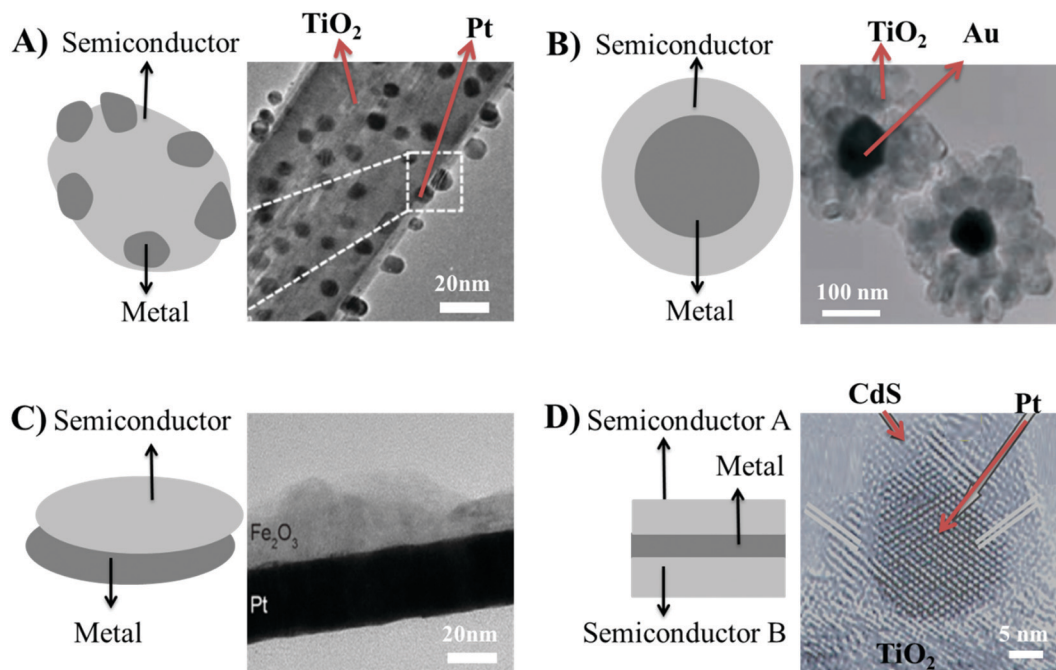 A)
Semiconductor
TiO₂
Pt
Metal
20nm
B)
Semiconductor
TiO₂
Au
Metal
100 nm
C)
Semiconductor
Fe₂O₃
Pt
Metal
20nm
D)
Semiconductor A
Metal
CdS
Pt
Semiconductor B
TiO₂
5 nm